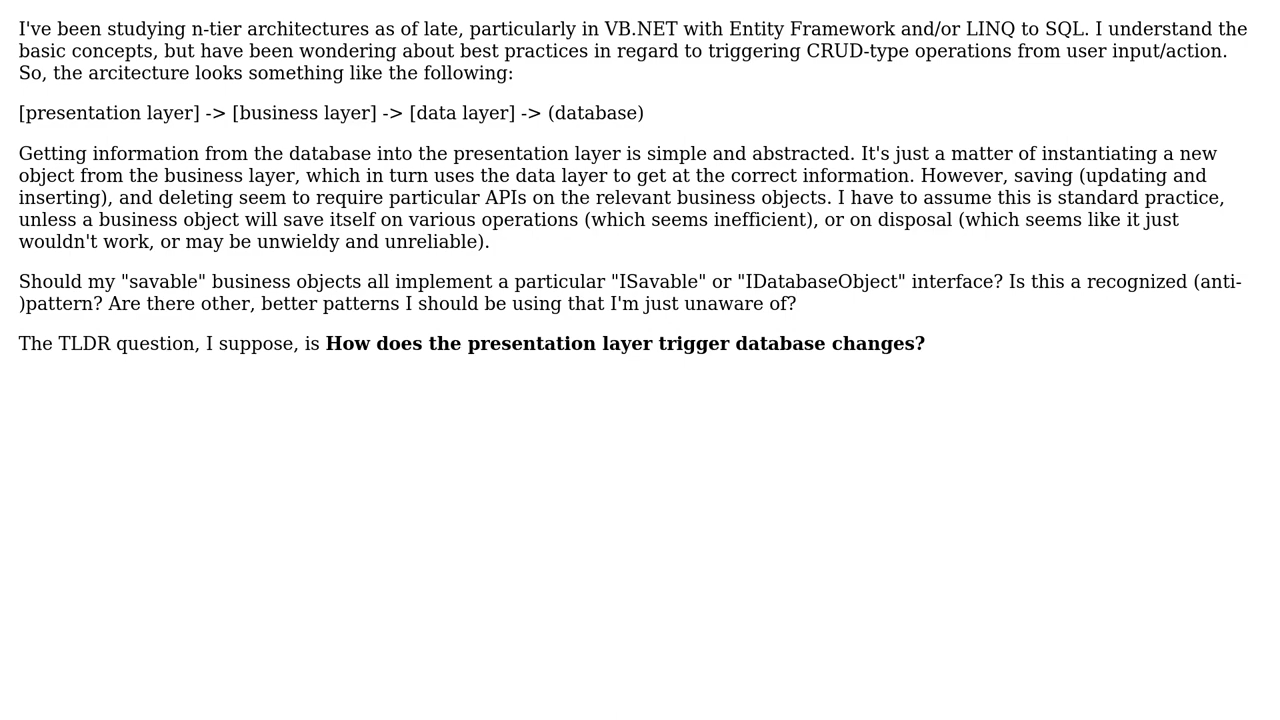 I've been studying n-tier architectures as of late, particularly in VB.NET with Entity Framework and/or LINQ to SQL. I understand the
basic concepts, but have been wondering about best practices in regard to triggering CRUD-type operations from user input/action.
So, the arcitecture looks something like the following:
[presentation layer] -> [business layer] -> [data layer] -> (database)
Getting information from the database into the presentation layer is simple and abstracted. It's just a matter of instantiating a new
object from the business layer, which in turn uses the data layer to get at the correct information. However, saving (updating and
inserting), and deleting seem to require particular APIs on the relevant business objects. I have to assume this is standard practice,
unless a business object will save itself on various operations (which seems inefficient), or on disposal (which seems like it just
wouldn't work, or may be unwieldy and unreliable).
Should my "savable" business objects all implement a particular "ISavable" or "IDatabaseObject" interface? Is this a recognized (anti-
)pattern? Are there other, better patterns I should be using that I'm just unaware of?
The TLDR question, I suppose, is How does the presentation layer trigger database changes?